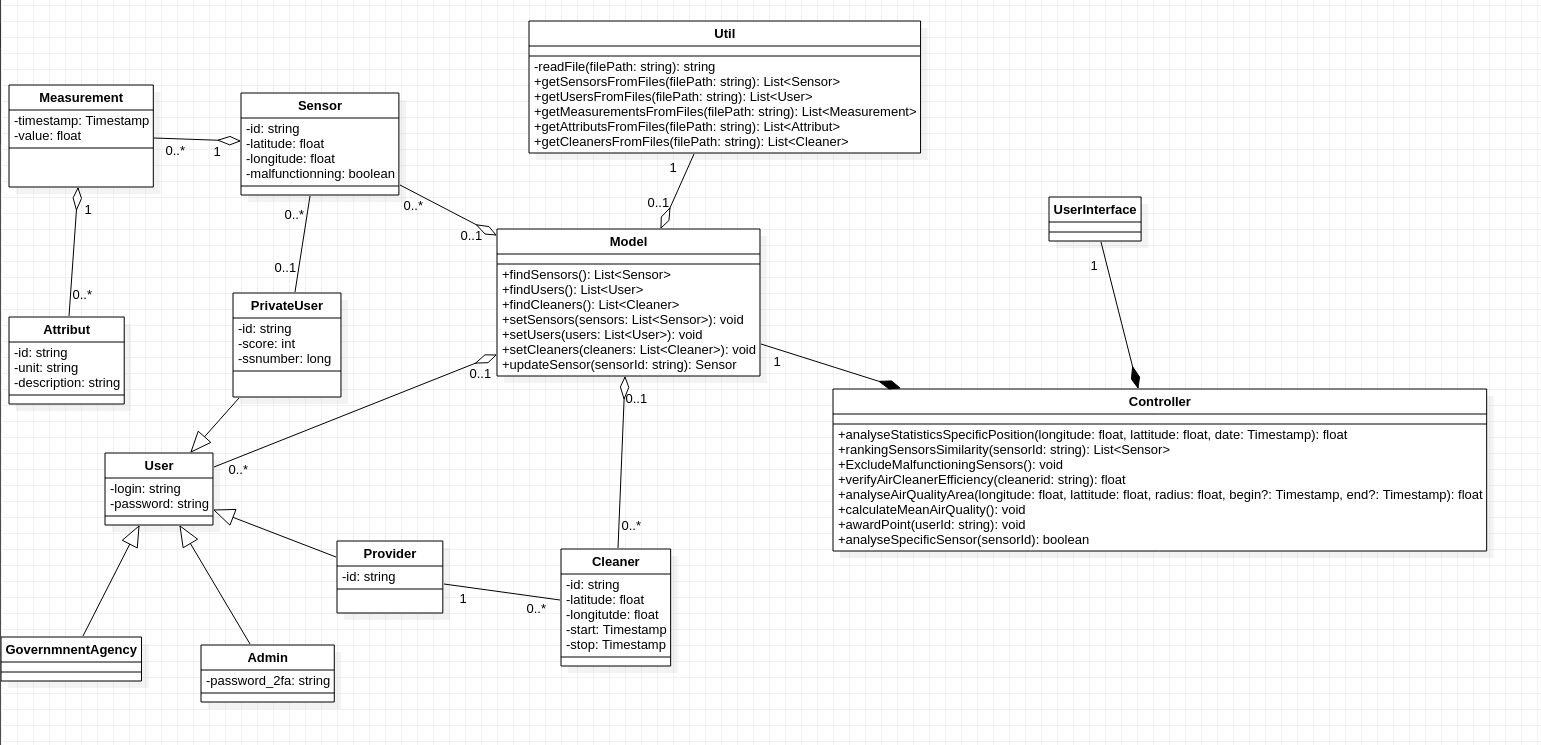 Util
-readFile(filePath: string): string
+getSensorsFromFiles(filePath: string): List<Sensor>
+getUsersFromFiles(filePath: string): List<User>
+getMeasurementsFromFiles(filePath: string): List<Measurement>
+getAttributsFromFiles(filePath: string): List<Attribut>
+getCleanersFromFiles(filePath: string): List<Cleaner>
Measurement
-timestamp: Timestamp
-value: float
0..*
1
Sensor
-id: string
-latitude: float
-longitude: float
-malfunctionning: boolean
1
0..*
0..*
0..1
0..*
0..1
1
0..1
Attribut
-id: string
-unit: string
-description: string
PrivateUser
-id: string
-score: int
-ssnumber: long
Model
+findSensors(): List<Sensor>
+findUsers(): List<User>
+findCleaners(): List<Cleaner>
+setSensors(sensors: List<Sensor>): void
+setUsers(users: List<User>): void
+setCleaners(cleaners: List<Cleaner>): void
+updateSensor(sensorId: string): Sensor
UserInterface
1
1
0..1
0..1
0..*
Controller
+analyseStatisticsSpecificPosition(longitude: float, lattitude: float, date: Timestamp): float
+rankingSensorsSimilarity(sensorId: string): List<Sensor>
+ExcludeMalfunctioningSensors(): void
+verifyAirCleanerEfficiency(cleanerid: string): float
+analyseAirQualityArea(longitude: float, lattitude: float, radius: float, begin?: Timestamp, end?: Timestamp): float
+calculateMeanAirQuality(): void
+awardPoint(userId: string): void
+analyseSpecificSensor(sensorId): boolean
User
-login: string
-password: string
Provider
-id: string
1
0..*
0..*
Cleaner
-id: string
-latitude: float
-longitutde: float
-start: Timestamp
-stop: Timestamp
GovernmnentAgency
Admin
-password_2fa: string